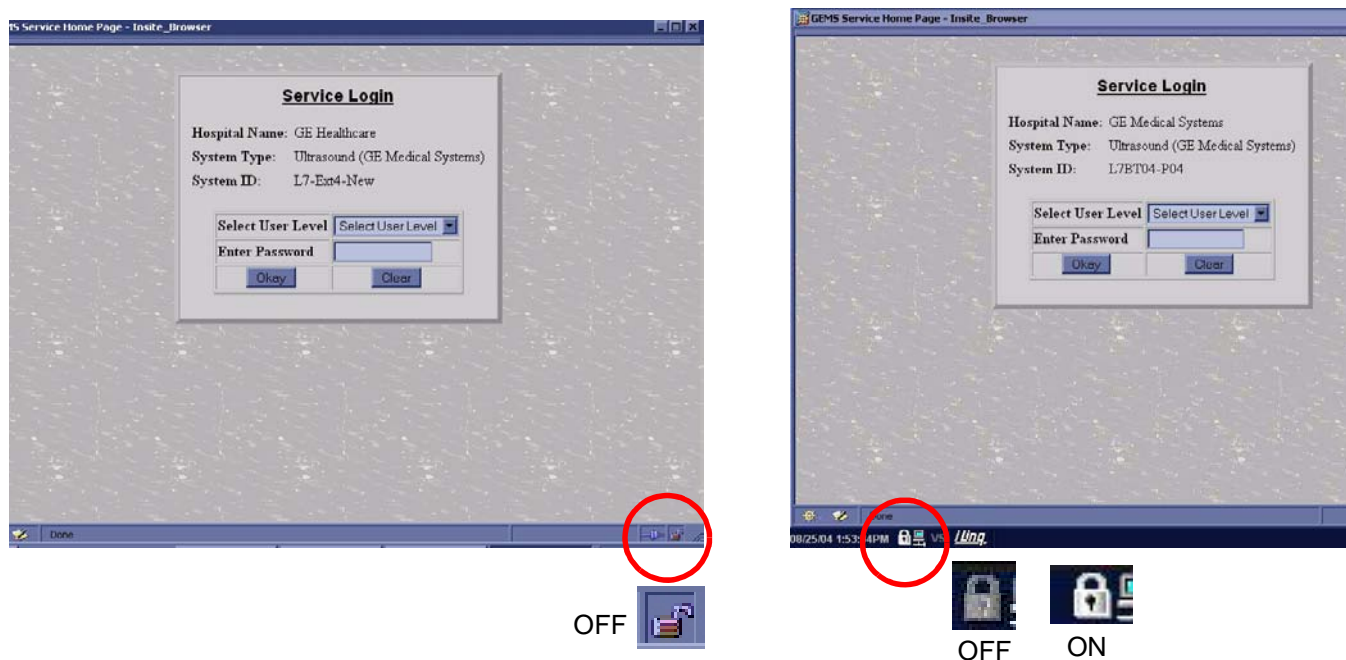 S Service Home Page - Insite_Browser
Service Login
Hospital Name: GE Healthcare
System Type: Ultrasound (GE Medical Systems)
System ID: L7-Ext4-New
Select User Level Select User Level
Enter Password
Okay Clear
Done
OFF
GEMS Service Home Page - Insite_Browser
Service Login
Hospital Name: GE Medical Systems
System Type: Ultrasound (GE Medical Systems)
System ID: L7BT04-P04
Select User Level Select User Level
Enter Password
Okay Clear
Done
08/25/04 1:53: 4PM VS
OFF ON